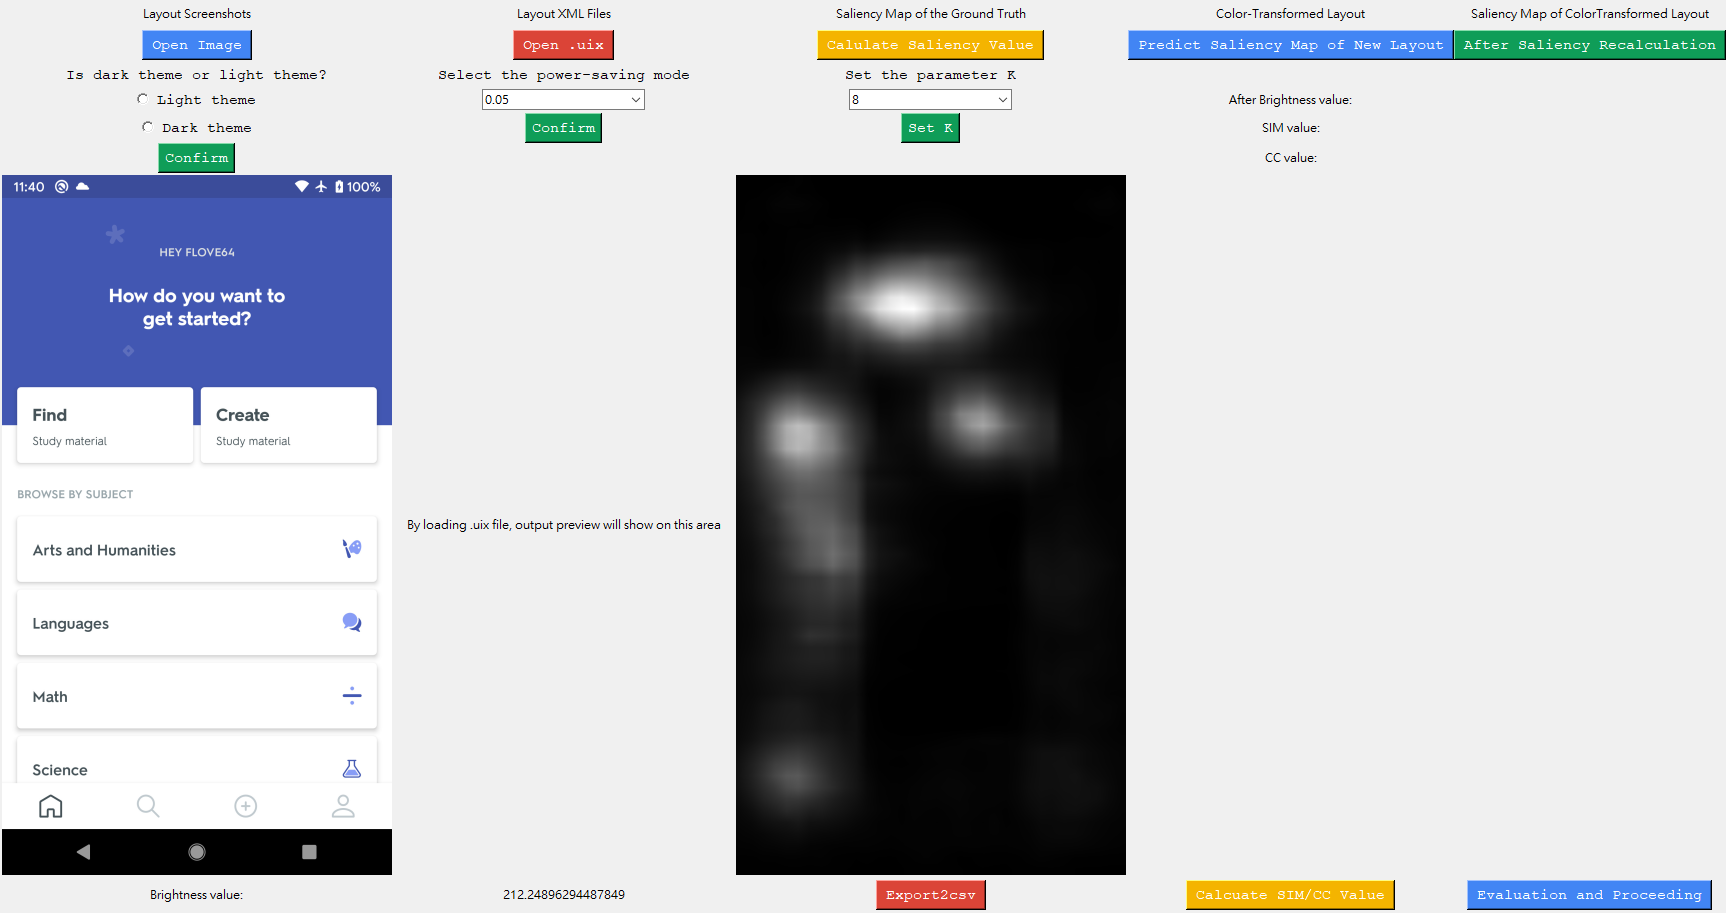 Layout Screenshots
Layout XML Files
Saliency Map of the Ground Truth
Color-Transformed Layout
Saliency Map of ColorTransformed Layout
Open Image
Open .uix
Calulate Saliency Value
Predict Saliency Map of New Layout
After Saliency Recalculation
Is dark theme or light theme?
Select the power-saving mode
Set the parameter K
Light theme
0.05
8
After Brightness value:
Dark theme
Confirm
Set K
SIM value:
Confirm
CC value:
11:40
100%
HEY FLOVE64
How do you want to
get started?
Find
Study material
Create
Study material
BROWSE BY SUBJECT
Arts and Humanities
Languages
Math
Science
By loading .uix file, output preview will show on this area
Brightness value:
212.24896294487849
Export2csv
Calcuate SIM/CC Value
Evaluation and Proceeding